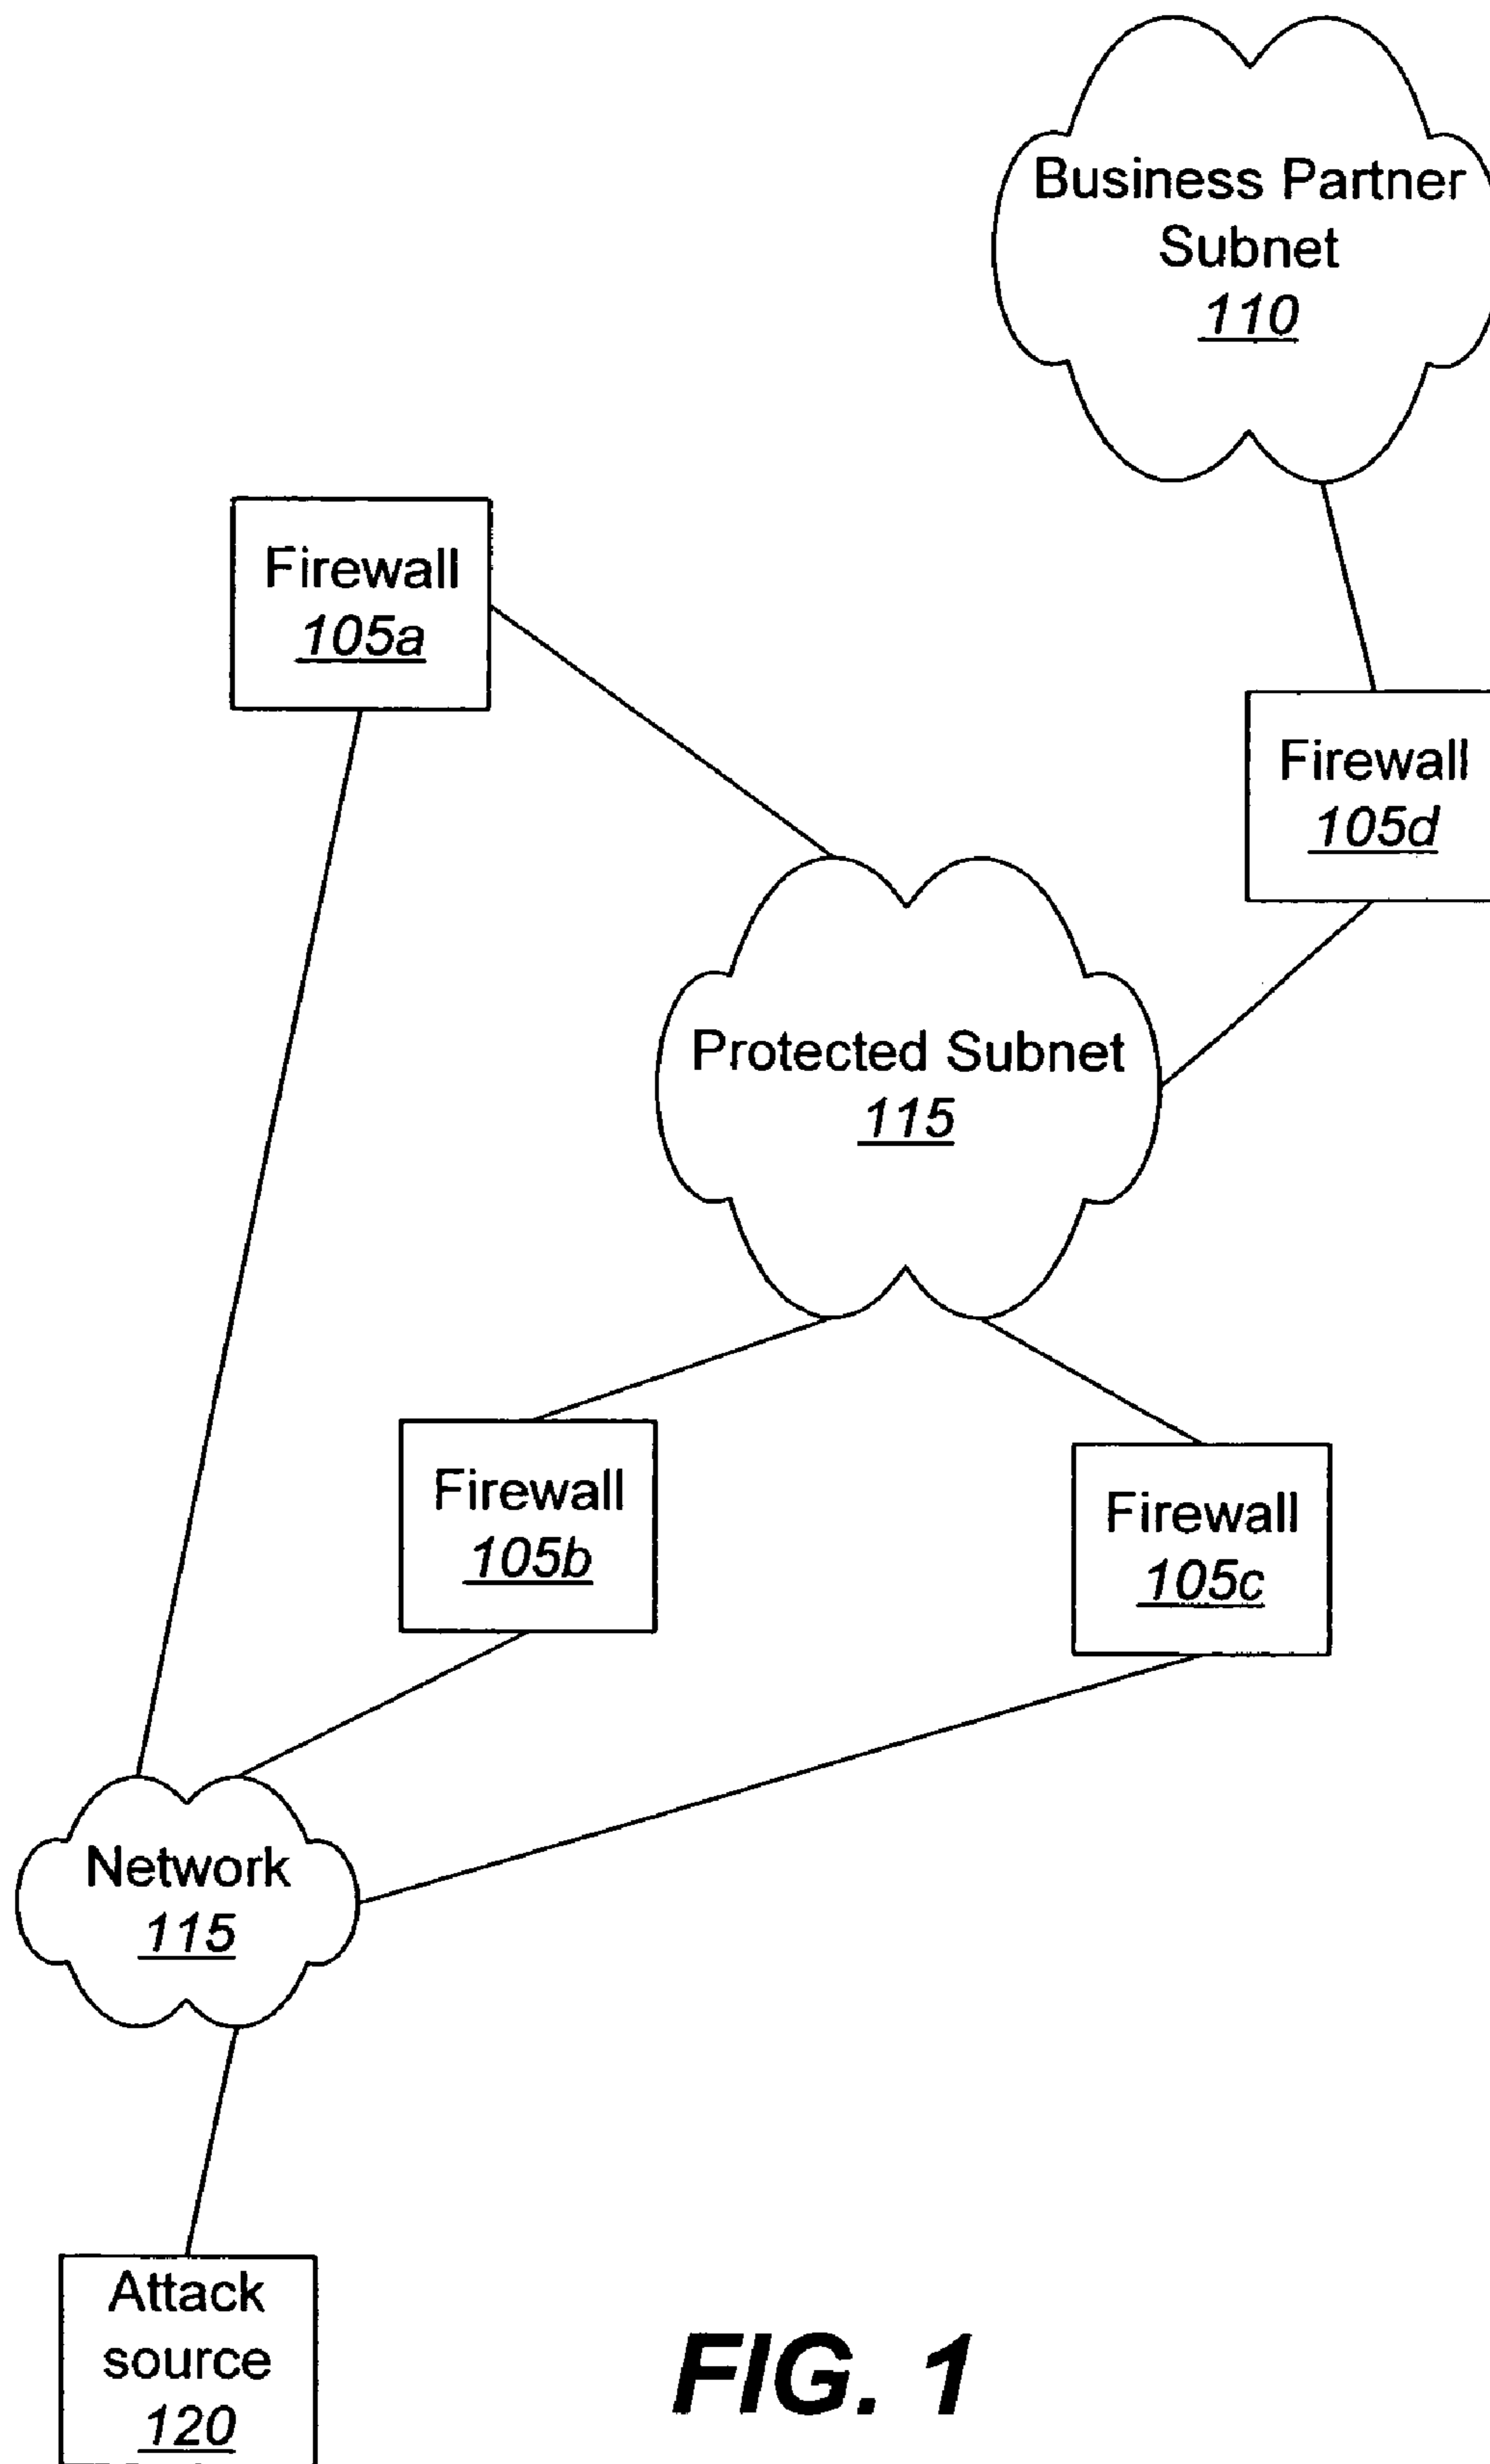 Business Partner
Subnet
110
Firewall
105a
Firewall
105d
Protected Subnet
115
Firewall
105b
Firewall
105c
Network
115
Attack
source
120
FIG. 1